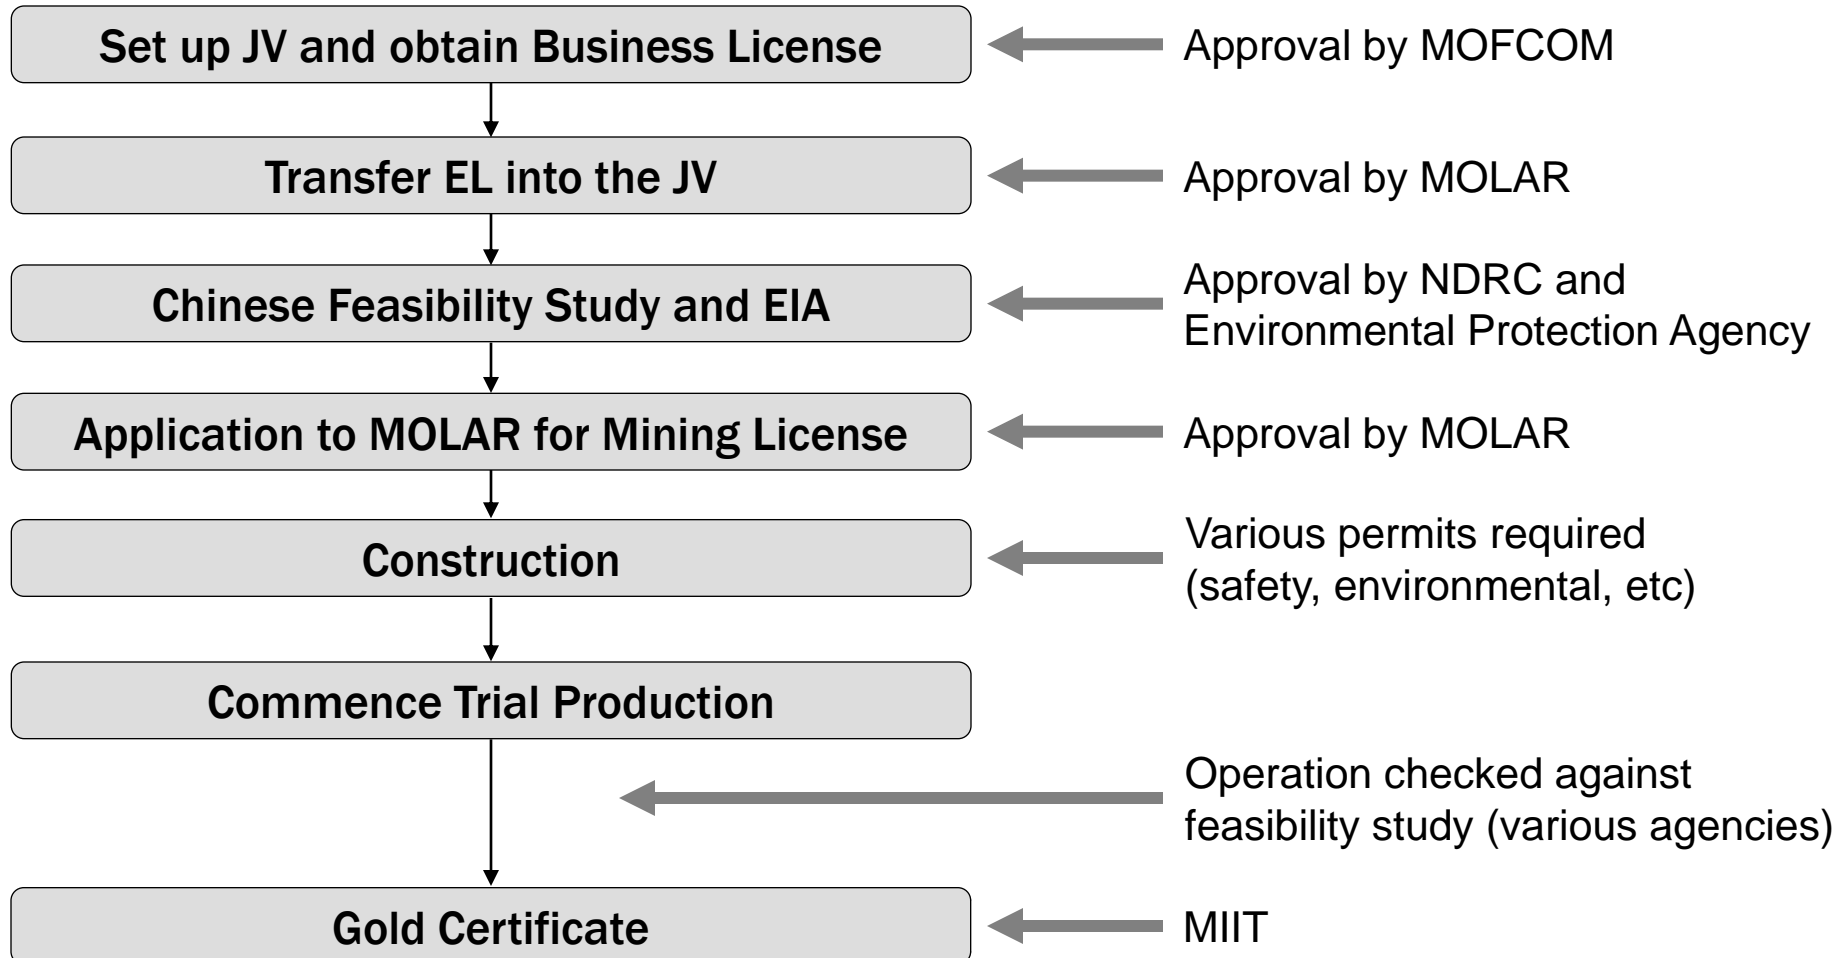 Set up JV and obtain Business License
Approval by MOFCOM
Transfer EL into the JV
Approval by MOLAR
Chinese Feasibility Study and EIA
Approval by NDRC and
Environmental Protection Agency
Application to MOLAR for Mining License
Approval by MOLAR
Construction
Various permits required
(safety, environmental, etc)
Commence Trial Production
Operation checked against
feasibility study (various agencies)
Gold Certificate
MIIT